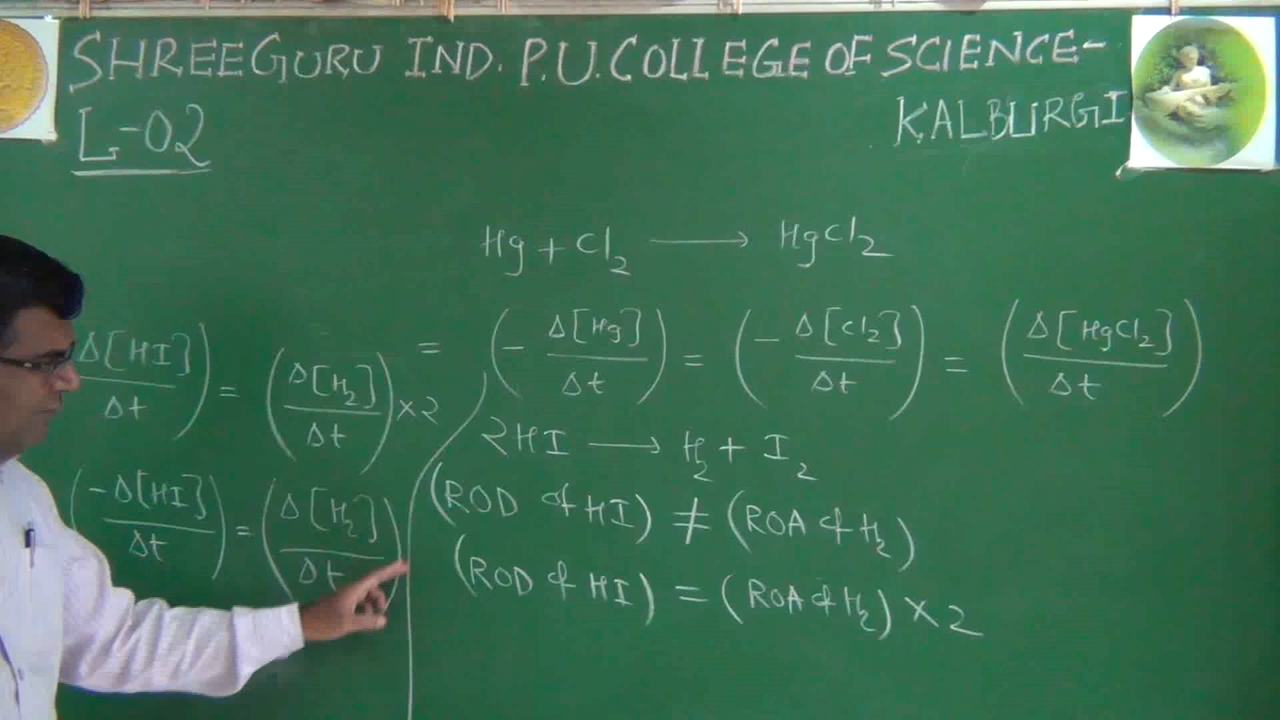 SHREEGURU IND. P.U. COLLEGE OF SCIENCE-
KALBURGI
L-02
Hg + Cl₂ ⟶ HgCl₂
= (- Δ[Hg]/Δt) = (- Δ[Cl₂]/Δt) = (Δ[HgCl₂]/Δt)
Δ[HI]/Δt) = (Δ[H₂]/Δt) ×2
(-Δ[HI]/Δt) = (Δ[H₂]/Δt)
2HI ⟶ H₂ + I₂
(ROD of HI) ≠ (ROA of H₂)
(ROD of HI) = (ROA of H₂) × 2